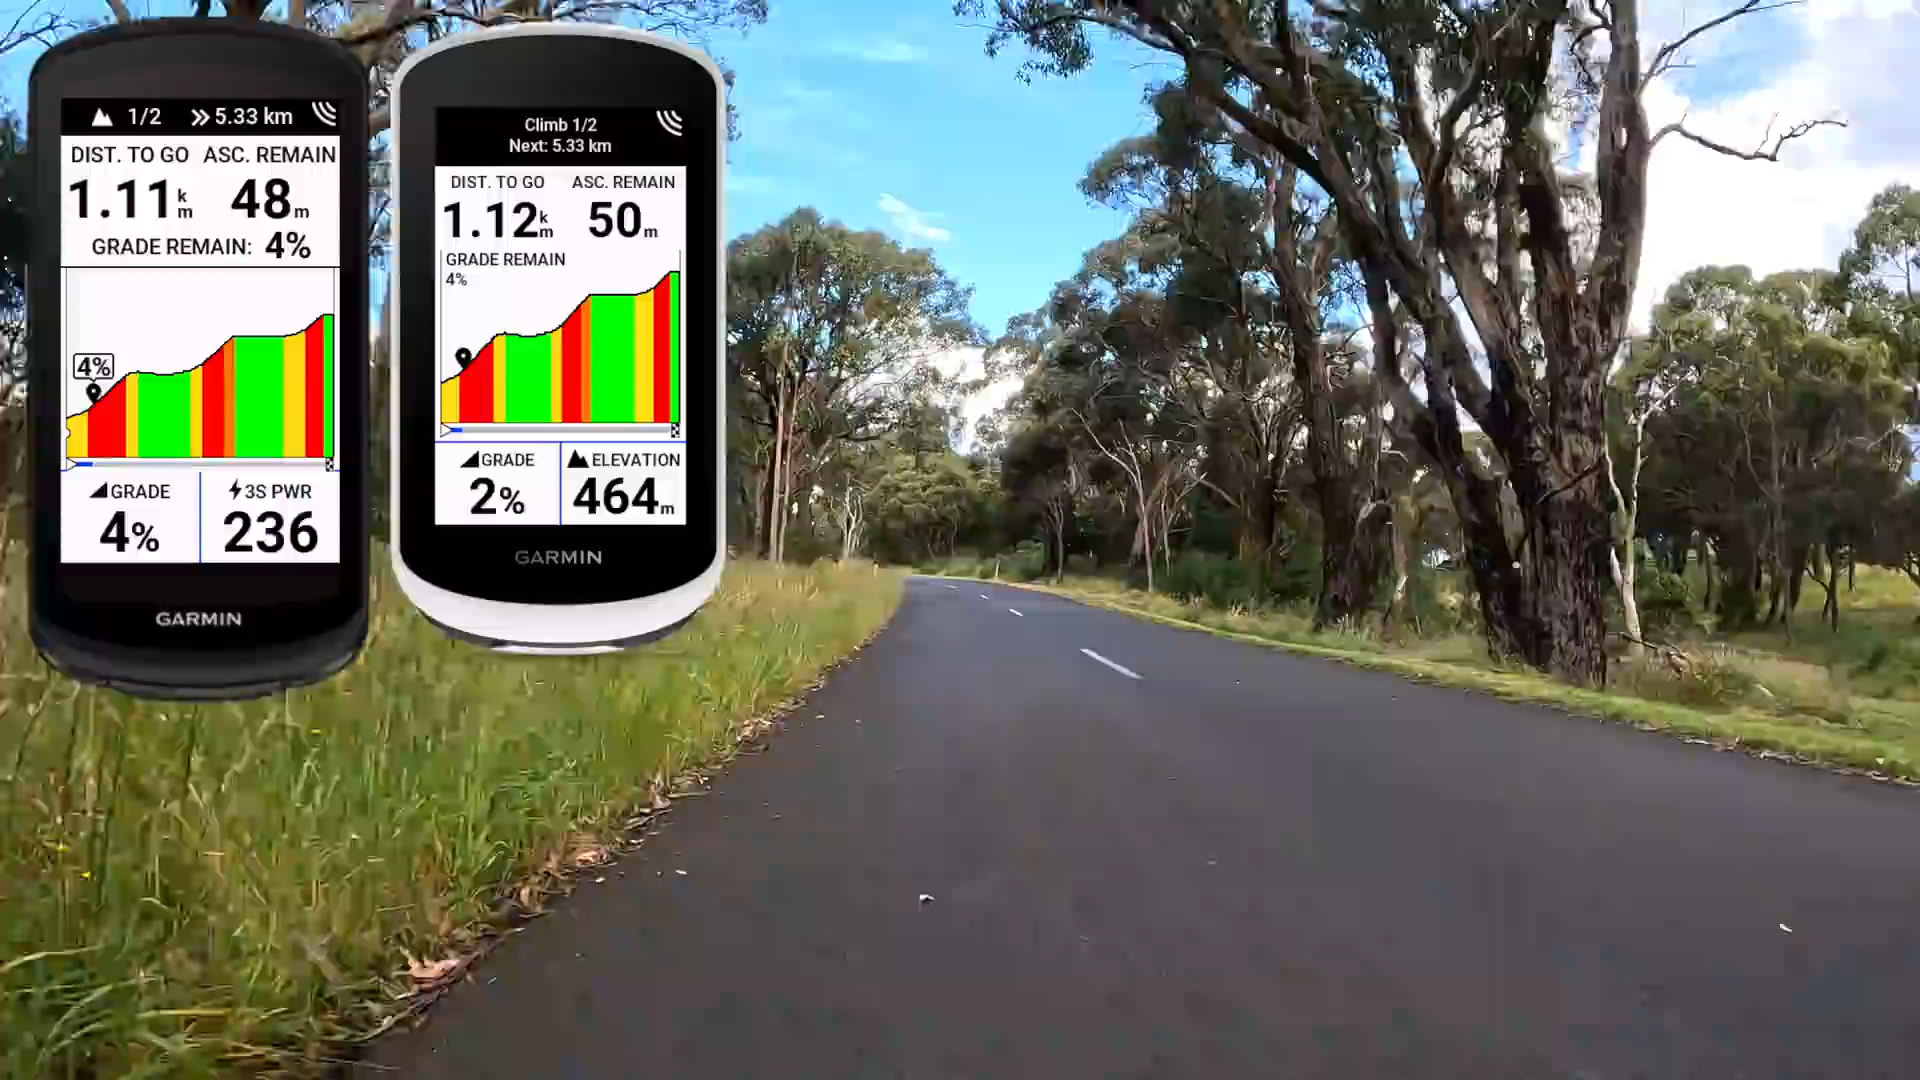 1/2 5.33 km
DIST. TO GO ASC. REMAIN
1.11 km 48 m
GRADE REMAIN: 4%
4%
GRADE 3S PWR
4% 236
GARMIN
Climb 1/2
Next: 5.33 km
DIST. TO GO ASC. REMAIN
1.12 km 50 m
GRADE REMAIN
4%
GRADE ELEVATION
2% 464 m
GARMIN